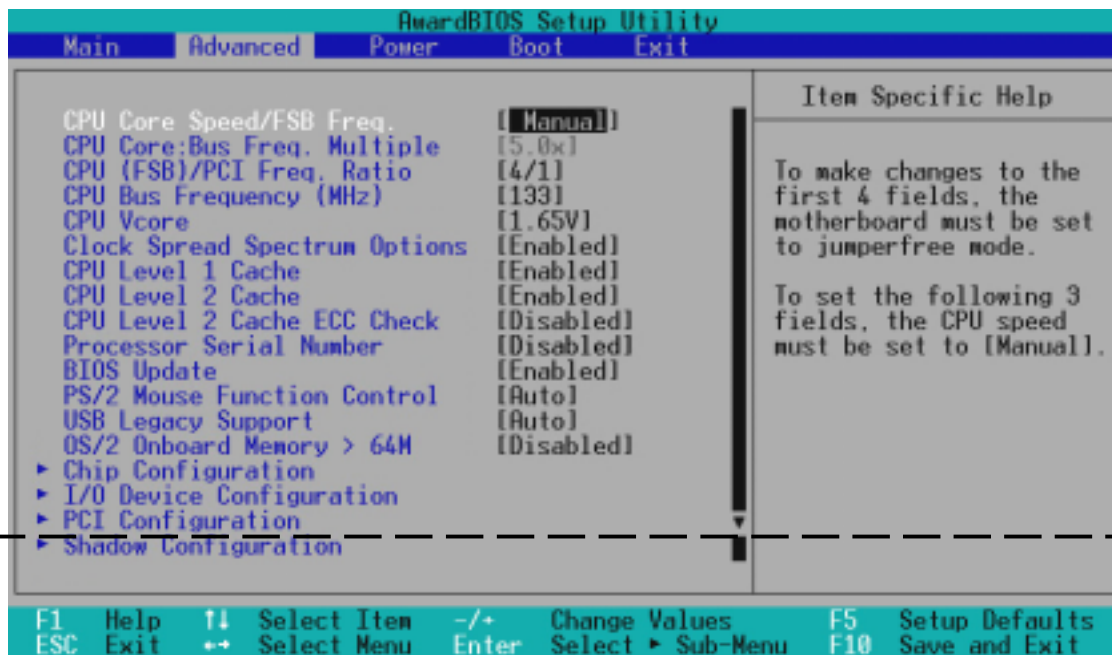 AwardBIOS Setup Utility
Main Advanced Power Boot Exit
CPU Core Speed/FSB Freq. [ Manual]
CPU Core:Bus Freq. Multiple [5.0x]
CPU (FSB)/PCI Freq. Ratio [4/1]
CPU Bus Frequency (MHz) [133]
CPU Vcore [1.65V]
Clock Spread Spectrum Options [Enabled]
CPU Level 1 Cache [Enabled]
CPU Level 2 Cache [Enabled]
CPU Level 2 Cache ECC Check [Disabled]
Processor Serial Number [Disabled]
BIOS Update [Enabled]
PS/2 Mouse Function Control [Auto]
USB Legacy Support [Auto]
OS/2 Onboard Memory > 64M [Disabled]
► Chip Configuration
► I/O Device Configuration
► PCI Configuration
► Shadow Configuration
Item Specific Help
To make changes to the
first 4 fields, the
motherboard must be set
to jumperfree mode.
To set the following 3
fields, the CPU speed
must be set to [Manual].
F1 Help ↑↓ Select Item -/+ Change Values F5 Setup Defaults
ESC Exit ←→ Select Menu Enter Select ► Sub-Menu F10 Save and Exit